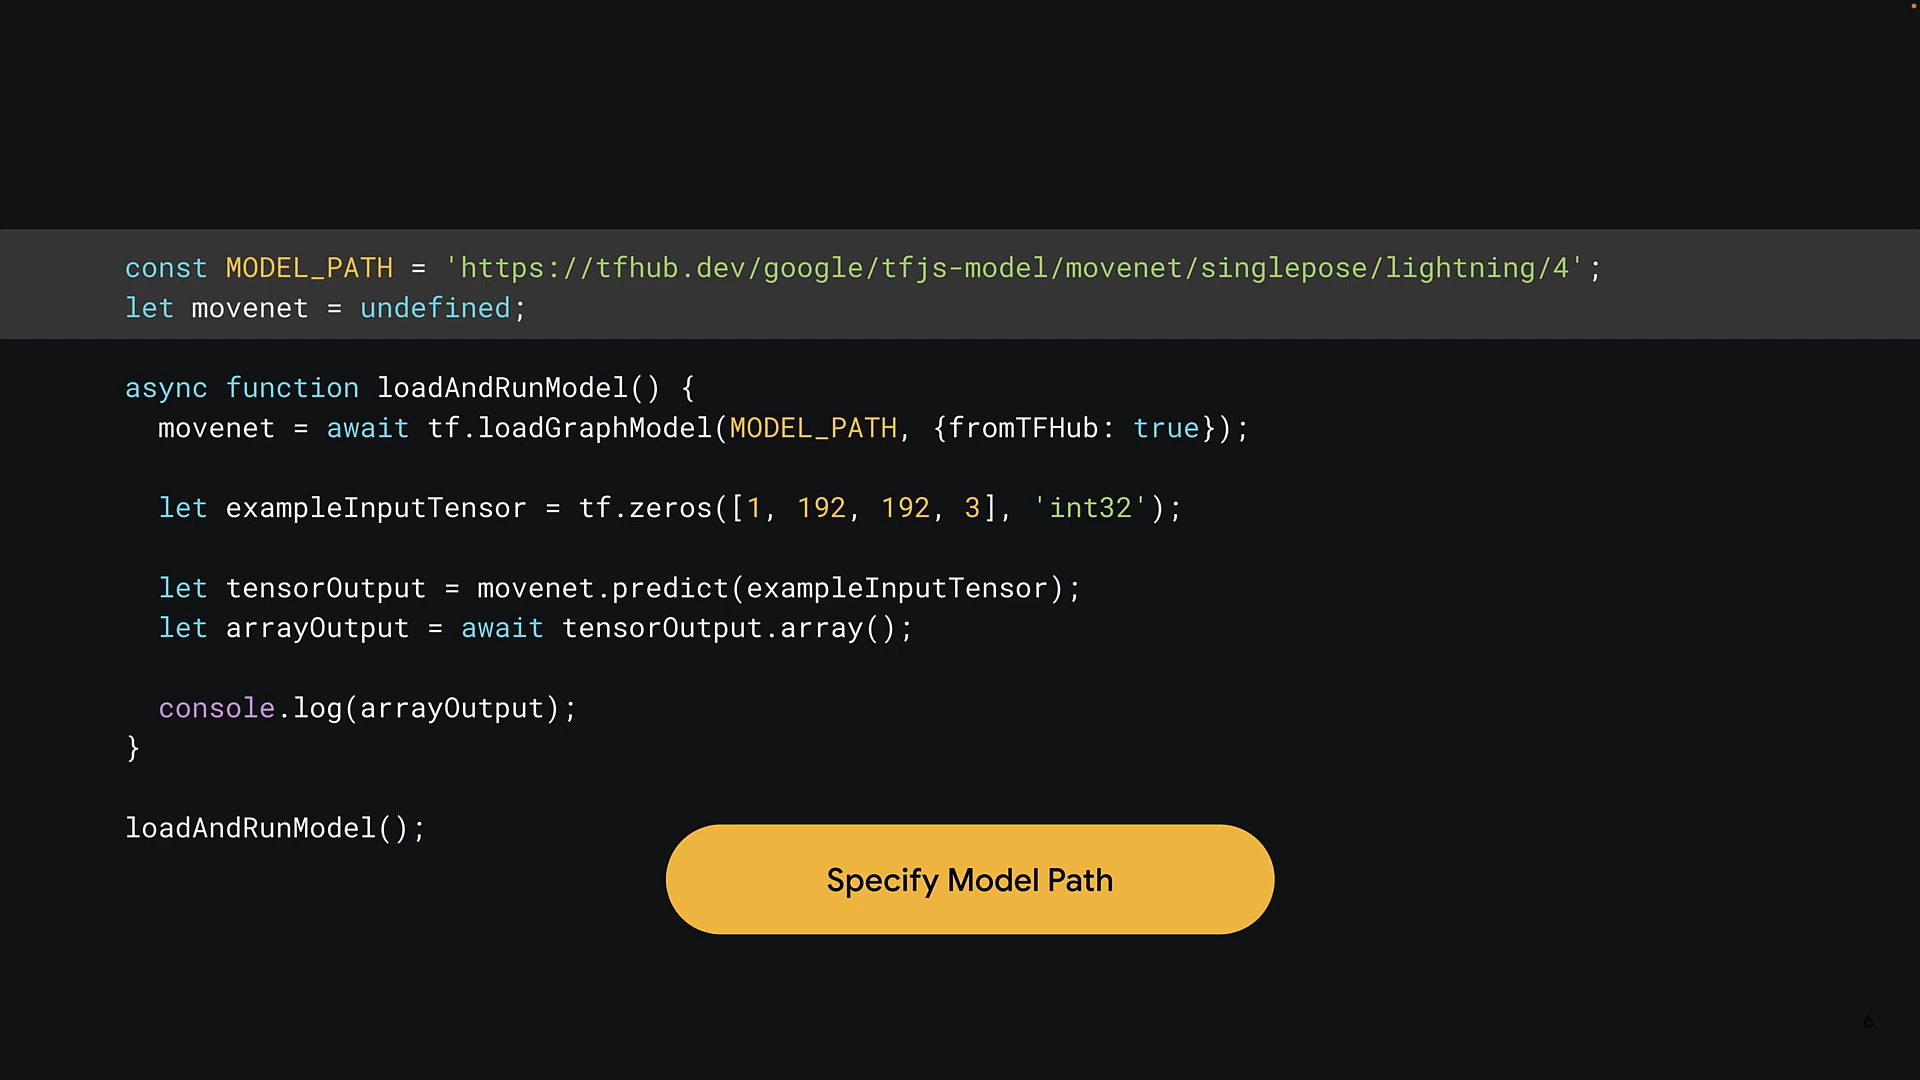 const MODEL_PATH = 'https://tfhub.dev/google/tfjs-model/movenet/singlepose/lightning/4';
let movenet = undefined;
async function loadAndRunModel() {
  movenet = await tf.loadGraphModel(MODEL_PATH, {fromTFHub: true});
  let exampleInputTensor = tf.zeros([1, 192, 192, 3], 'int32');
  let tensorOutput = movenet.predict(exampleInputTensor);
  let arrayOutput = await tensorOutput.array();
  console.log(arrayOutput);
}
loadAndRunModel();
Specify Model Path
6